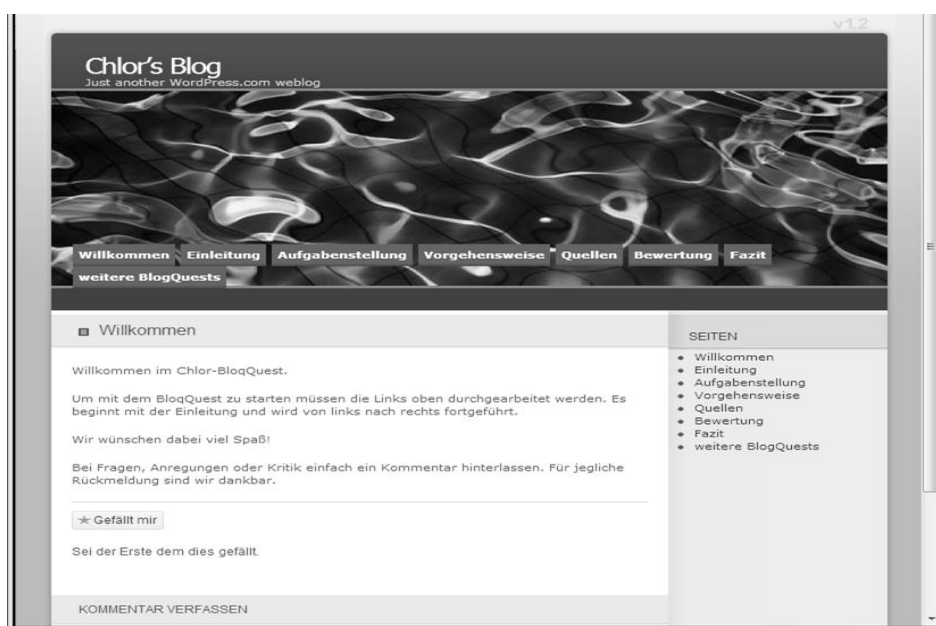 v1.2
Chlor's Blog
Just another WordPress.com weblog
Willkommen Einleitung Aufgabenstellung Vorgehensweise Quellen Bewertung Fazit
weitere BlogQuests
Willkommen
Willkommen im Chlor-BloqQuest.
Um mit dem BloqQuest zu starten müssen die Links oben durchgearbeitet werden. Es
beginnt mit der Einleitung und wird von links nach rechts fortgeführt.
Wir wünschen dabei viel Spaß!
Bei Fragen, Anregungen oder Kritik einfach ein Kommentar hinterlassen. Für jegliche
Rückmeldung sind wir dankbar.
Gefällt mir
Sei der Erste dem dies gefällt.
KOMMENTAR VERFASSEN
SEITEN
Willkommen
Einleitung
Aufgabenstellung
Vorgehensweise
Quellen
Bewertung
Fazit
weitere BlogQuests